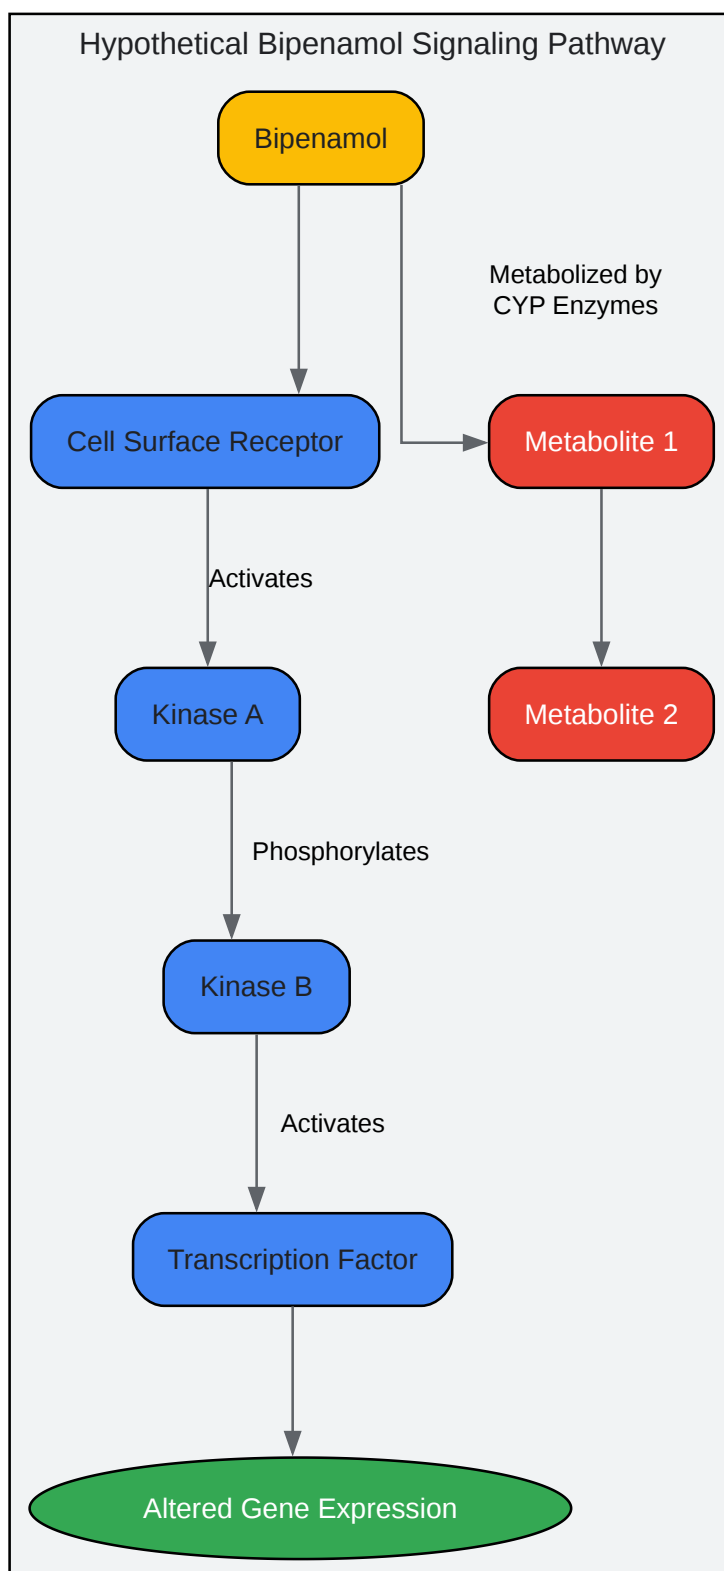 Hypothetical Bipenamol Signaling Pathway
Bipenamol
Metabolized by
CYP Enzymes
Cell Surface Receptor
Metabolite 1
Activates
Kinase A
Metabolite 2
Phosphorylates
Kinase B
Activates
Transcription Factor
Altered Gene Expression